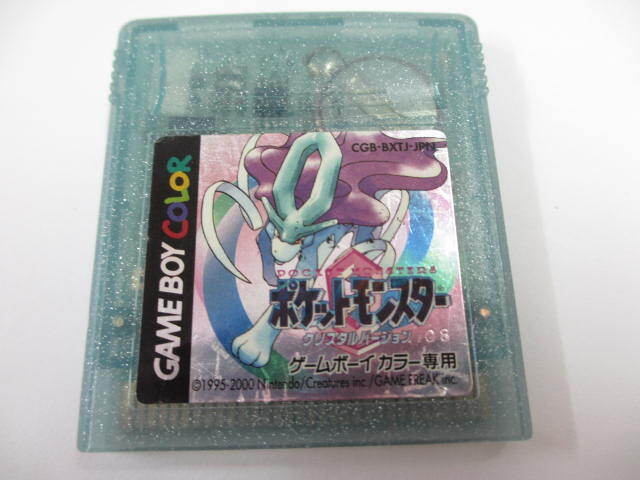 CGB-BXTJ-JPN
GAME BOY COLOR
POCKET MONSTERS
ポケットモンスター
クリスタルバージョン
08
ゲームボーイカラー専用
©1995-2000 Nintendo/Creatures inc./GAME FREAK inc.